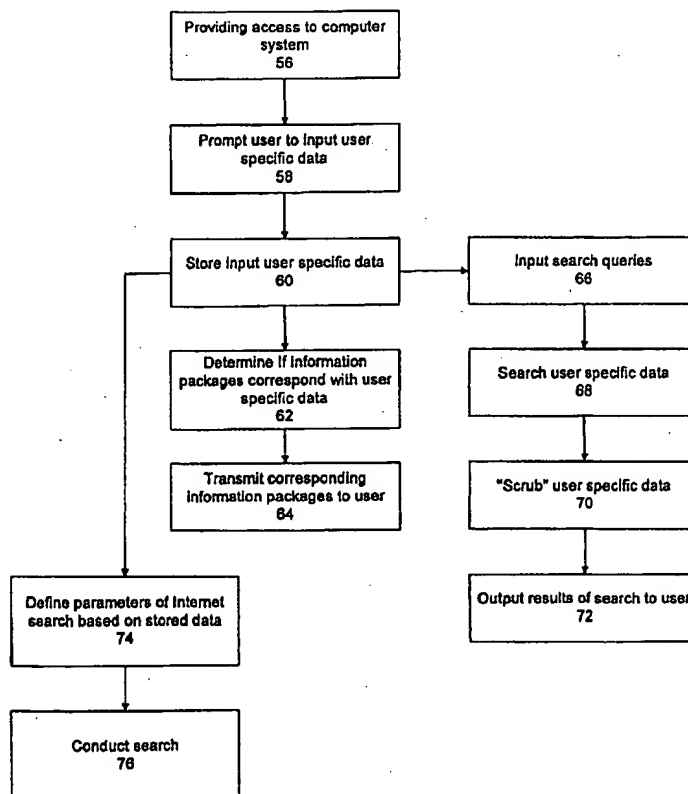 Providing access to computer
system
56
Prompt user to input user
specific data
58
Store input user specific data
60
Input search queries
66
Determine if information
packages correspond with user
specific data
62
Search user specific data
68
Transmit corresponding
information packages to user
64
"Scrub" user specific data
70
Define parameters of Internet
search based on stored data
74
Output results of search to user
72
Conduct search
76